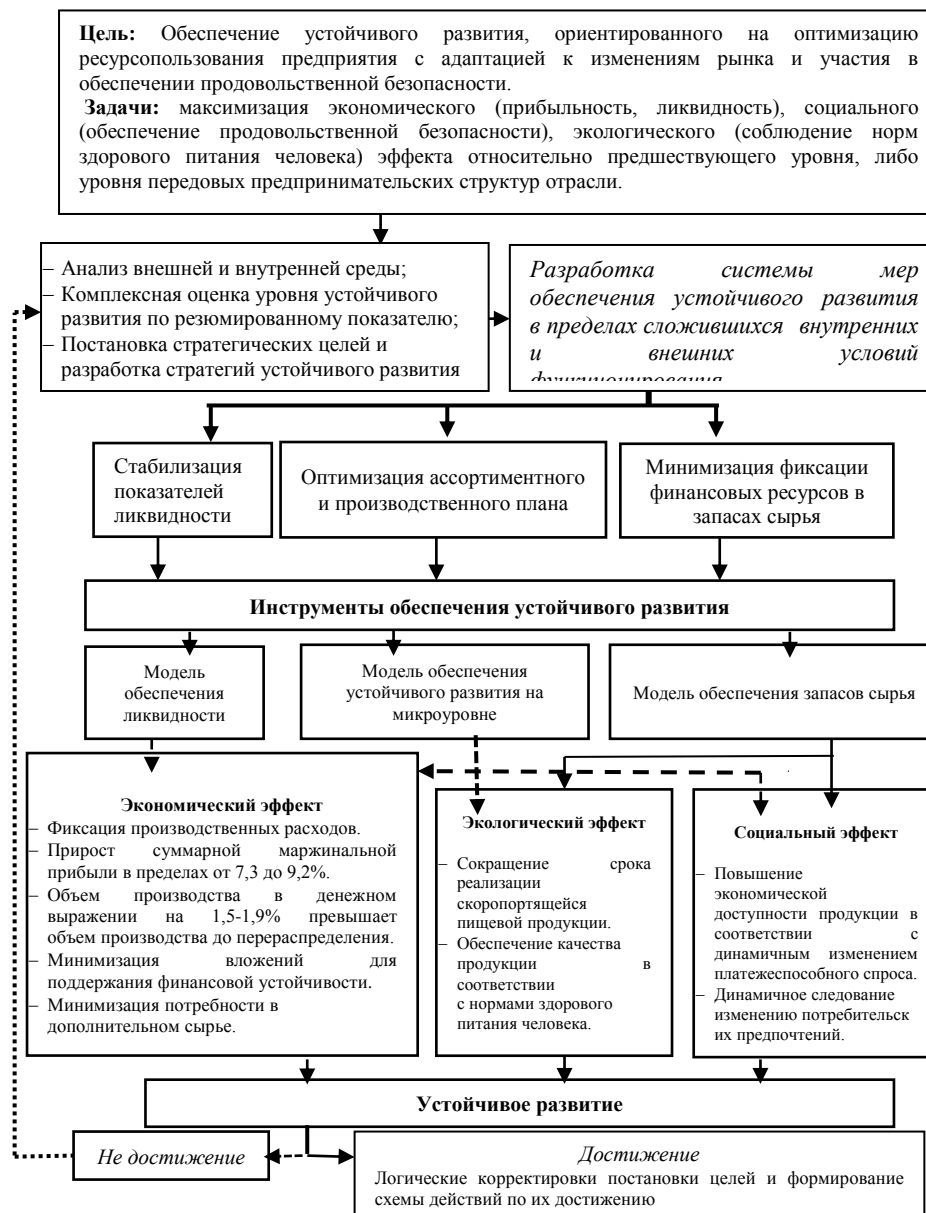 Цель: Обеспечение устойчивого развития, ориентированного на оптимизацию
ресурсопользования предприятия с адаптацией к изменениям рынка и участия в
обеспечении продовольственной безопасности.
Задачи: максимизация экономического (прибыльность, ликвидность), социального
(обеспечение продовольственной безопасности), экологического (соблюдение норм
здорового питания человека) эффекта относительно предшествующего уровня, либо
уровня передовых предпринимательских структур отрасли.
– Анализ внешней и внутренней среды;
– Комплексная оценка уровня устойчивого
развития по резюмированному показателю;
– Постановка стратегических целей и
разработка стратегий устойчивого развития
Разработка системы мер
обеспечения устойчивого развития
в пределах сложившихся внутренних
и внешних условий
функционирования
Стабилизация
показателей
ликвидности
Оптимизация ассортиментного
и производственного плана
Минимизация фиксации
финансовых ресурсов в
запасах сырья
Инструменты обеспечения устойчивого развития
Модель
обеспечения
ликвидности
Модель обеспечения
устойчивого развития на
микроуровне
Модель обеспечения запасов сырья
Экономический эффект
– Фиксация производственных расходов.
– Прирост суммарной маржинальной
прибыли в пределах от 7,3 до 9,2%.
– Объем производства в денежном
выражении на 1,5-1,9% превышает
объем производства до перераспределения.
– Минимизация вложений для
поддержания финансовой устойчивости.
– Минимизация потребности в
дополнительном сырье.
Экологический эффект
– Сокращение срока
реализации
скоропортящейся
пищевой продукции.
– Обеспечение качества
продукции в
соответствии
с нормами здорового
питания человека.
Социальный эффект
– Повышение
экономической
доступности продукции в
соответствии с
динамичным изменением
платежеспособного спроса.
– Динамичное следование
изменению потребительск
их предпочтений.
Устойчивое развитие
Не достижение
Достижение
Логические корректировки постановки целей и формирование
схемы действий по их достижению